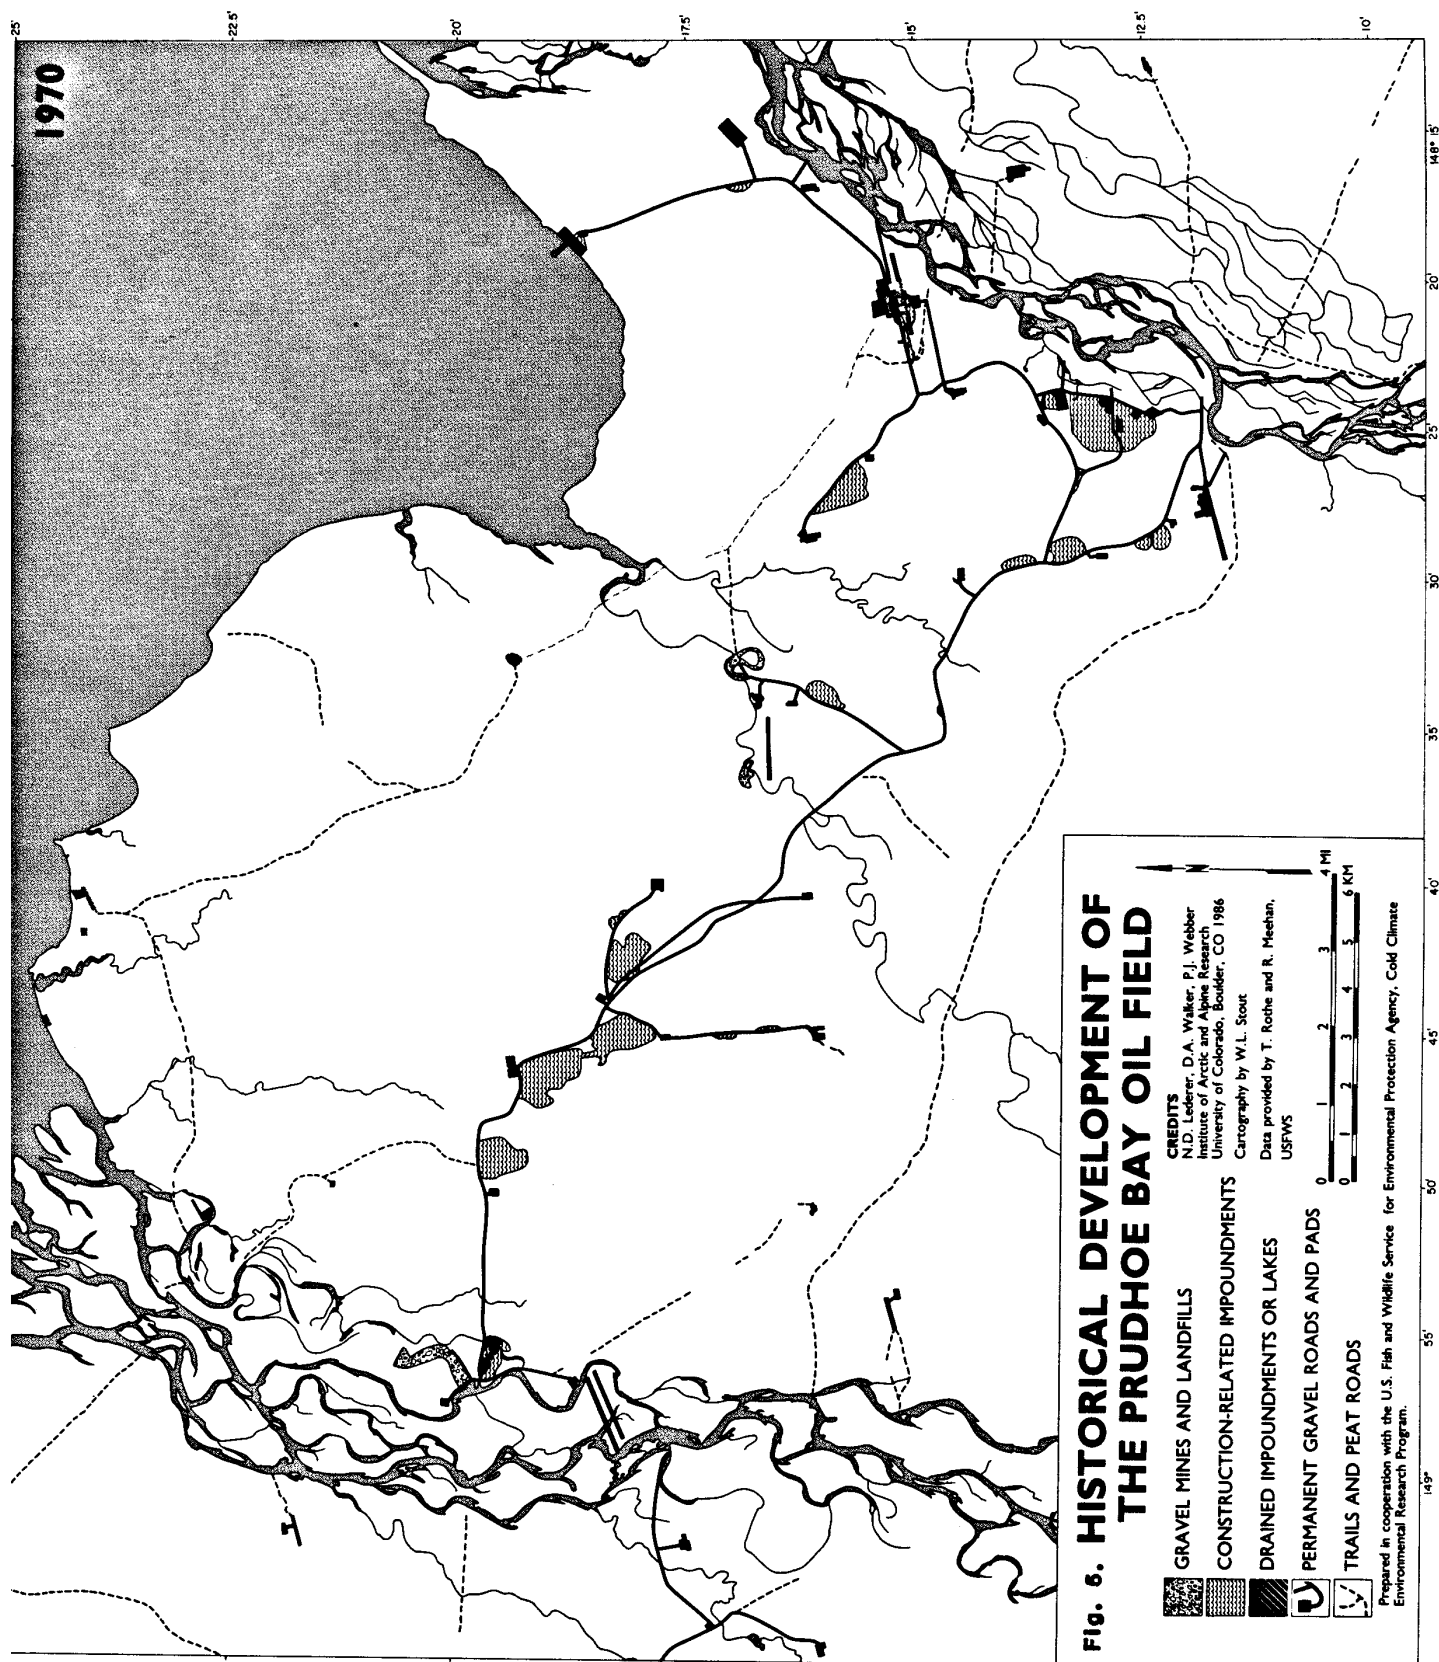 1970
25'
22.5'
20'
17.5'
15'
12.5'
10'
148° 15'
20'
25'
30'
35'
40'
45'
50'
55'
149°
Fig. 6. HISTORICAL DEVELOPMENT OF
THE PRUDHOE BAY OIL FIELD
GRAVEL MINES AND LANDFILLS
CONSTRUCTION-RELATED IMPOUNDMENTS
DRAINED IMPOUNDMENTS OR LAKES
PERMANENT GRAVEL ROADS AND PADS
TRAILS AND PEAT ROADS
CREDITS
N.D. Lederer, D.A. Walker, P.J. Webber
Institute of Arctic and Alpine Research
University of Colorado, Boulder, CO 1986
Cartography by W.L. Stout
Data provided by T. Rothe and R. Meehan,
USFWS
N
0 1 2 3 4 MI
0 1 2 3 4 5 6 KM
Prepared in cooperation with the U.S. Fish and Wildlife Service for Environmental Protection Agency, Cold Climate
Environmental Research Program.